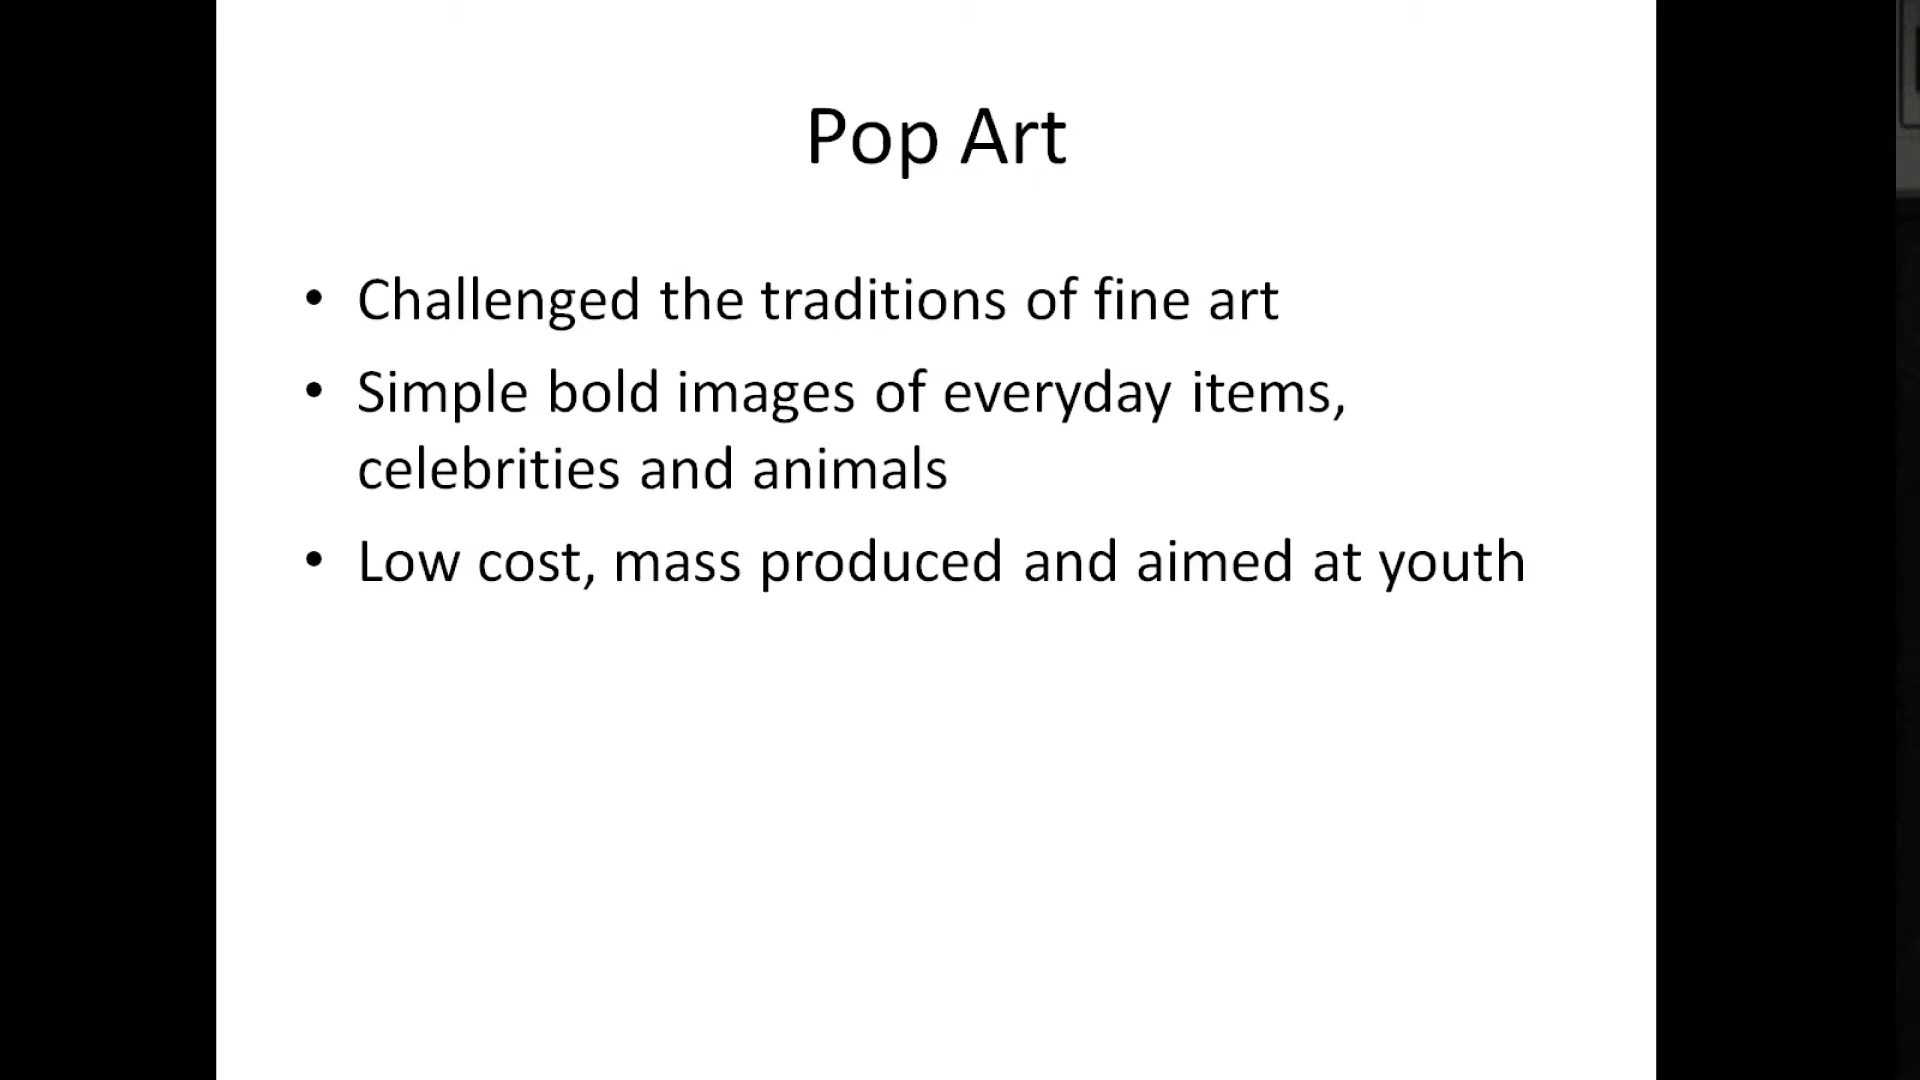 Pop Art
• Challenged the traditions of fine art
• Simple bold images of everyday items,
celebrities and animals
• Low cost, mass produced and aimed at youth